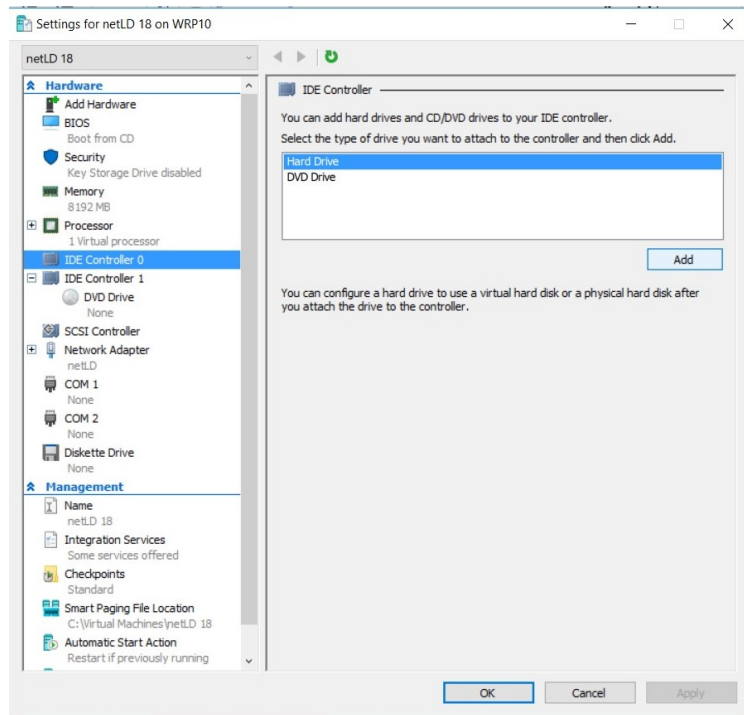 Settings for netLD 18 on WRP10
netLD 18
Hardware
Add Hardware
BIOS
Boot from CD
Security
Key Storage Drive disabled
Memory
8192 MB
Processor
1 Virtual processor
IDE Controller 0
IDE Controller 1
DVD Drive
None
SCSI Controller
Network Adapter
netLD
COM 1
None
COM 2
None
Diskette Drive
None
Management
Name
netLD 18
Integration Services
Some services offered
Checkpoints
Standard
Smart Paging File Location
C:\Virtual Machines\netLD 18
Automatic Start Action
Restart if previously running
IDE Controller
You can add hard drives and CD/DVD drives to your IDE controller.
Select the type of drive you want to attach to the controller and then click Add.
Hard Drive
DVD Drive
Add
You can configure a hard drive to use a virtual hard disk or a physical hard disk after
you attach the drive to the controller.
OK
Cancel
Apply